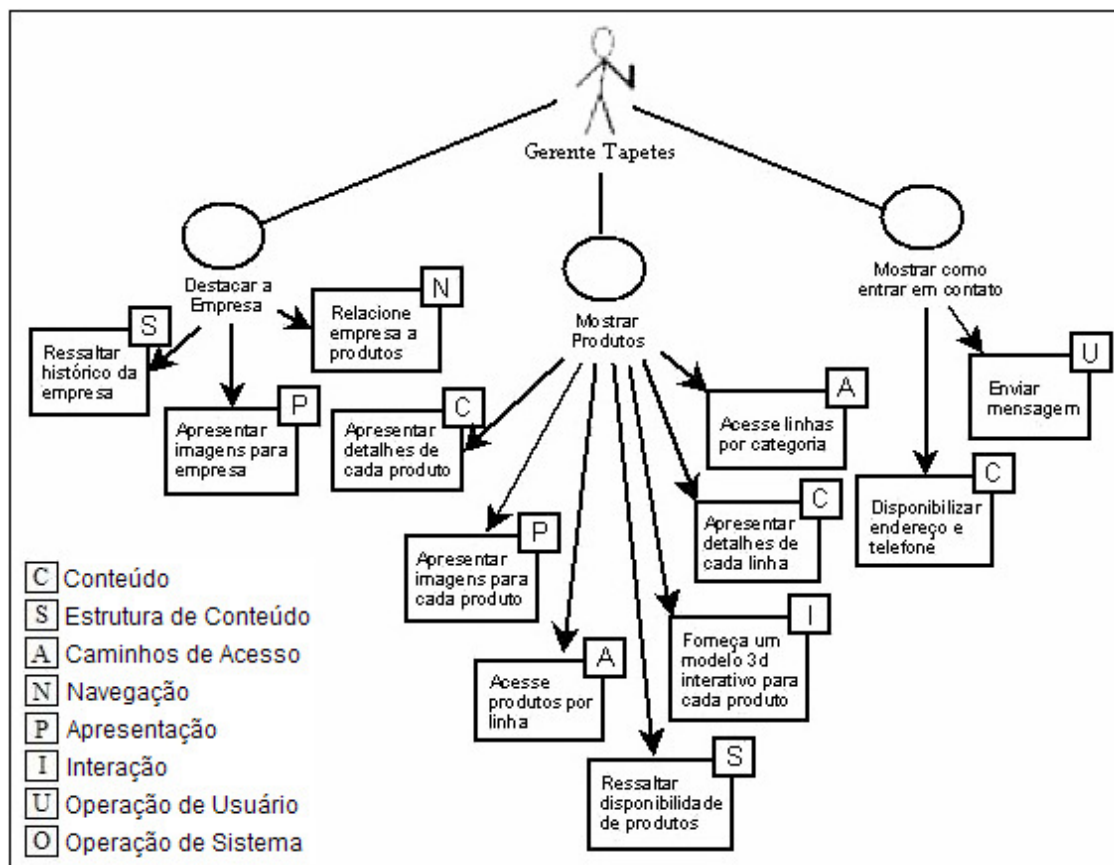 Gerente Tapetes
Destacar a
Empresa
Mostrar
Produtos
Mostrar como
entrar em contato
S
Ressaltar
histórico da
empresa
N
Relacione
empresa a
produtos
P
Apresentar
imagens para
empresa
C
Apresentar
detalhes de
cada produto
A
Acesse linhas
por categoria
U
Enviar
mensagem
P
Apresentar
imagens para
cada produto
C
Apresentar
detalhes de
cada linha
C
Disponibilizar
endereço e
telefone
A
Acesse
produtos por
linha
I
Forneça um
modelo 3d
interativo para
cada produto
S
Ressaltar
disponibilidade
de produtos
C Conteúdo
S Estrutura de Conteúdo
A Caminhos de Acesso
N Navegação
P Apresentação
I Interação
U Operação de Usuário
O Operação de Sistema